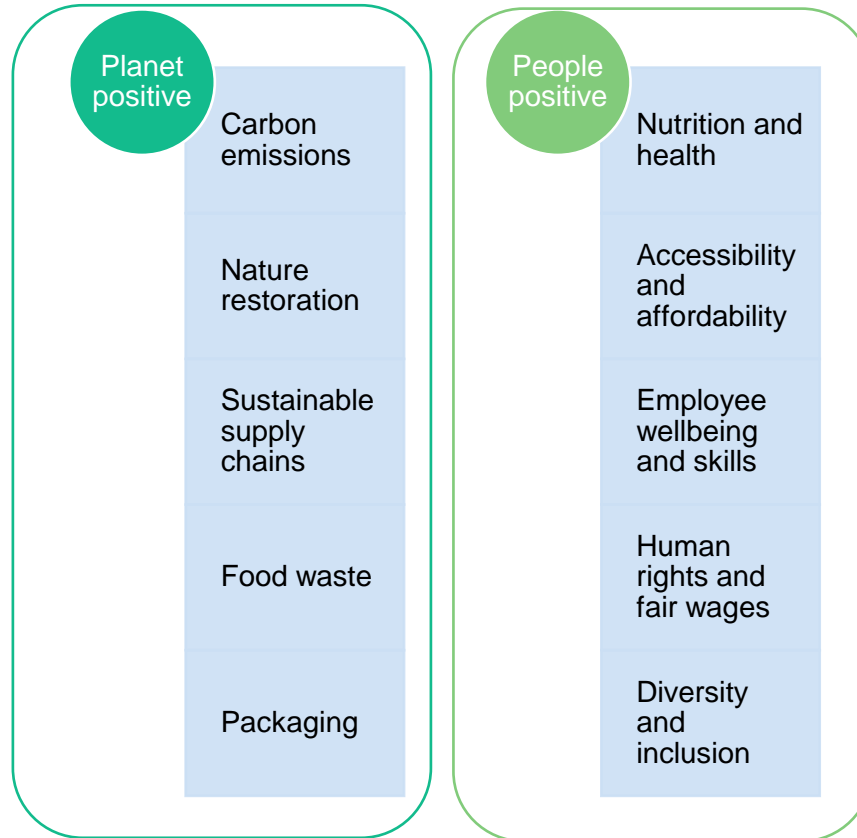 Planet
positive
Carbon
emissions
Nature
restoration
Sustainable
supply
chains
Food waste
Packaging
People
positive
Nutrition and
health
Accessibility
and
affordability
Employee
wellbeing
and skills
Human
rights and
fair wages
Diversity
and
inclusion